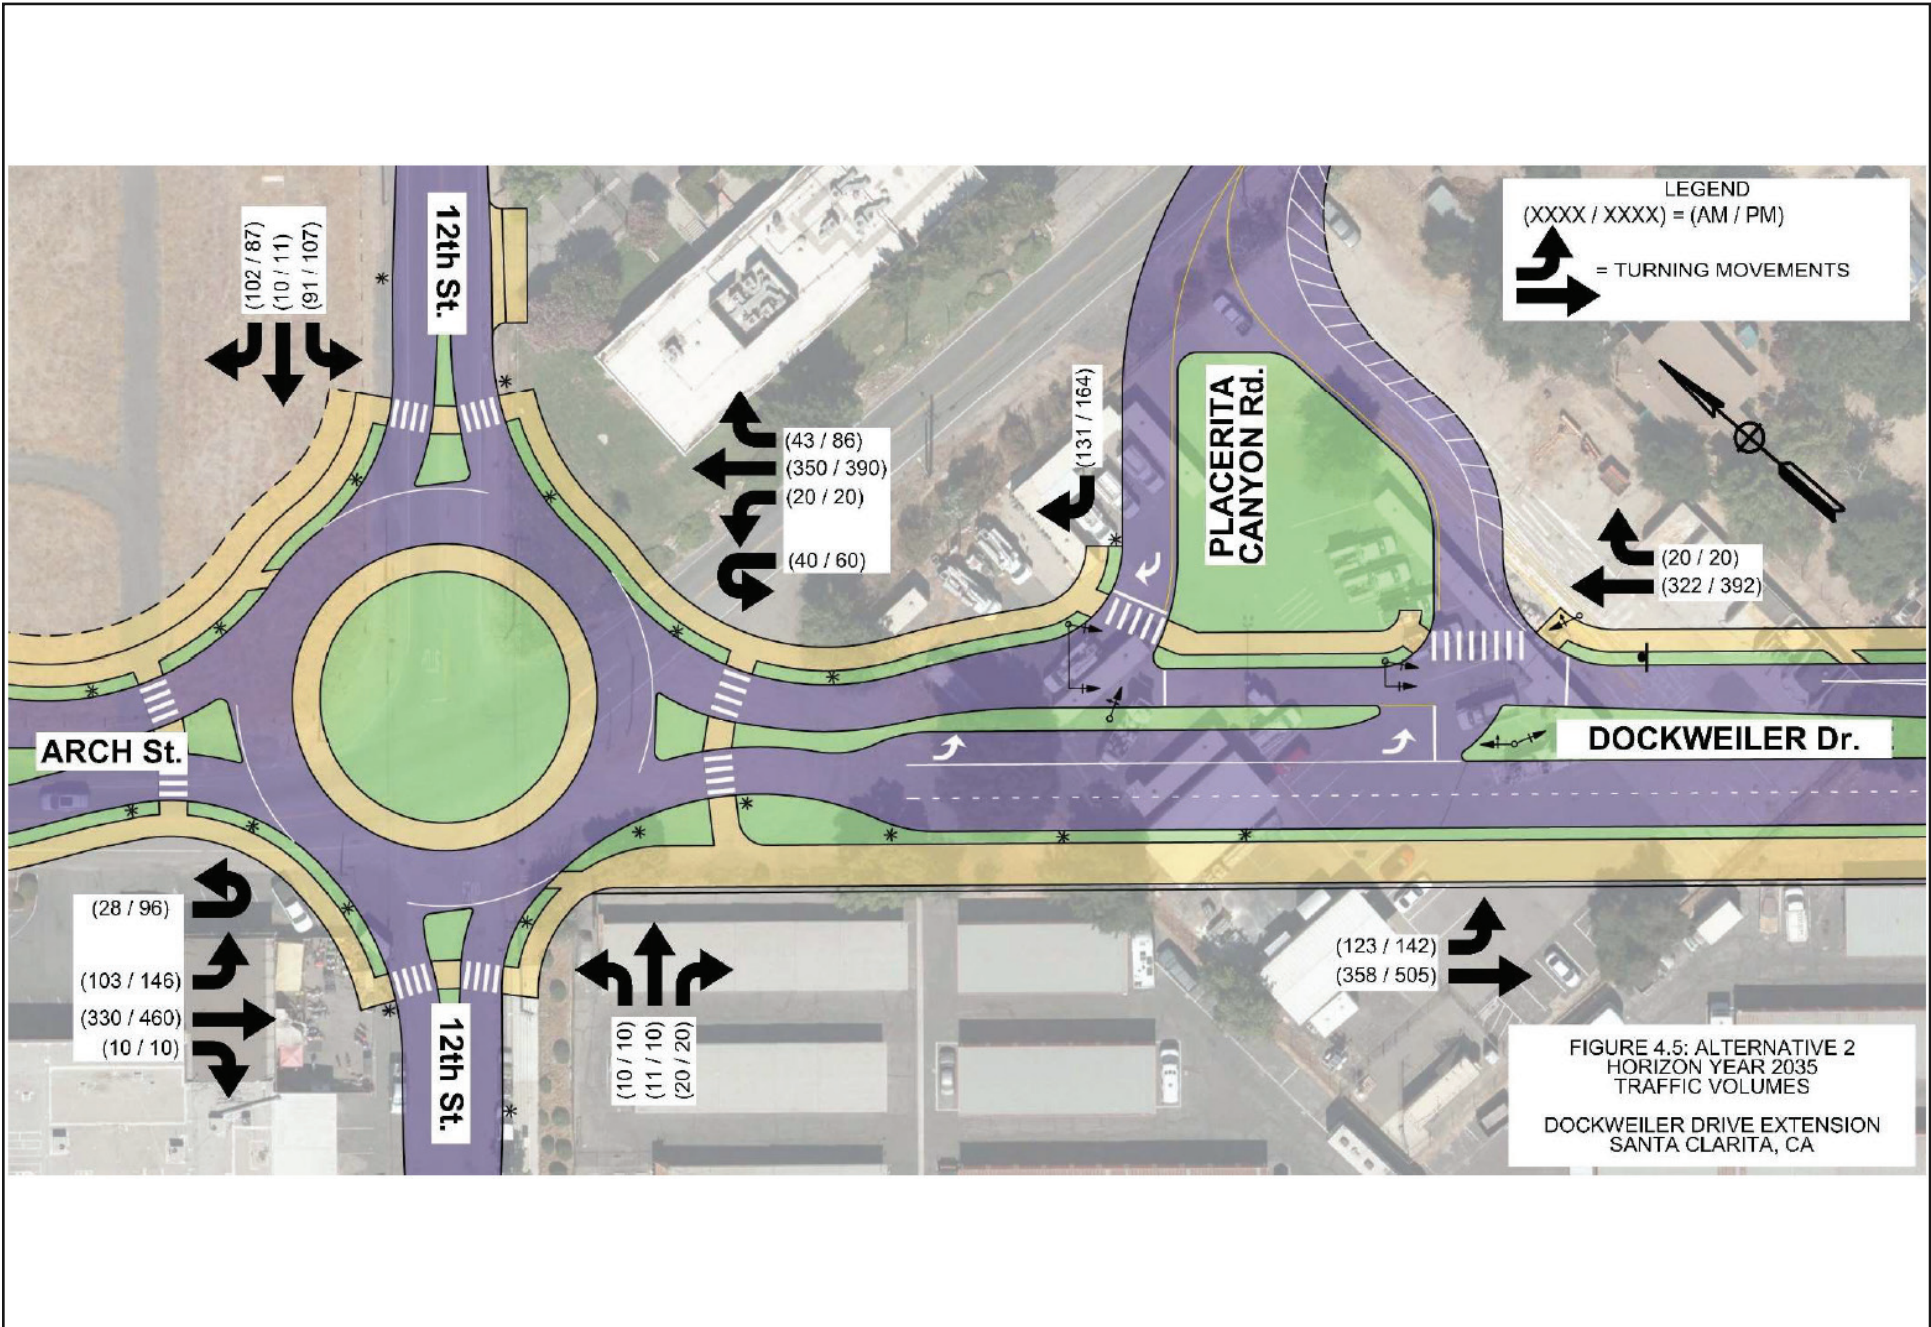 LEGEND
(XXXX / XXXX) = (AM / PM)
= TURNING MOVEMENTS
12th St.
(102 / 87)
(10 / 11)
(91 / 107)
(43 / 86)
(350 / 390)
(20 / 20)
(40 / 60)
(131 / 164)
PLACERITA
CANYON Rd.
(20 / 20)
(322 / 392)
ARCH St.
DOCKWEILER Dr.
(28 / 96)
(103 / 146)
(330 / 460)
(10 / 10)
12th St.
(10 / 10)
(11 / 10)
(20 / 20)
(123 / 142)
(358 / 505)
FIGURE 4.5: ALTERNATIVE 2
HORIZON YEAR 2035
TRAFFIC VOLUMES
DOCKWEILER DRIVE EXTENSION
SANTA CLARITA, CA